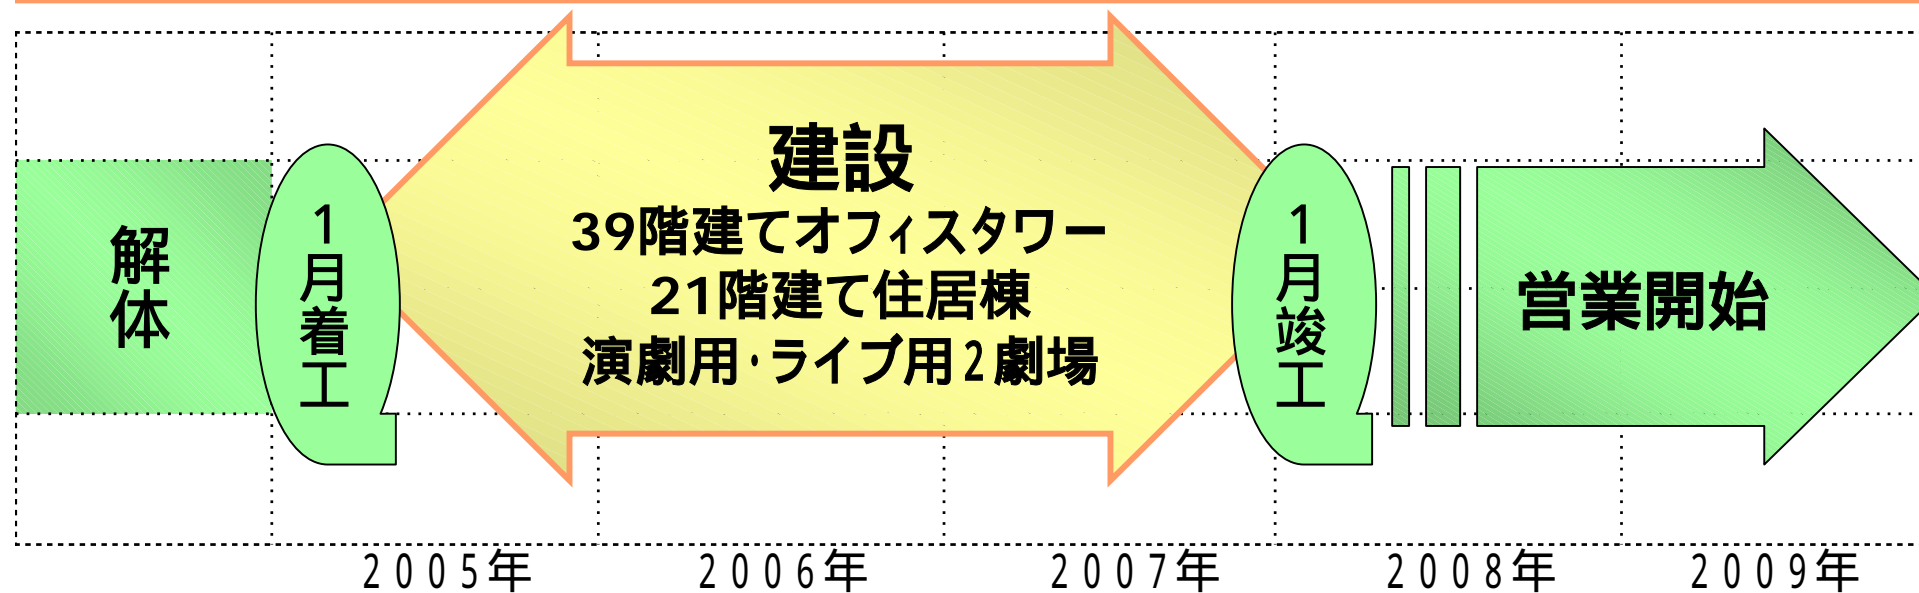 解体
1月着工
建設
39階建てオフィスタワー
21階建て住居棟
演劇用・ライブ用2劇場
1月竣工
営業開始
2005年
2006年
2007年
2008年
2009年